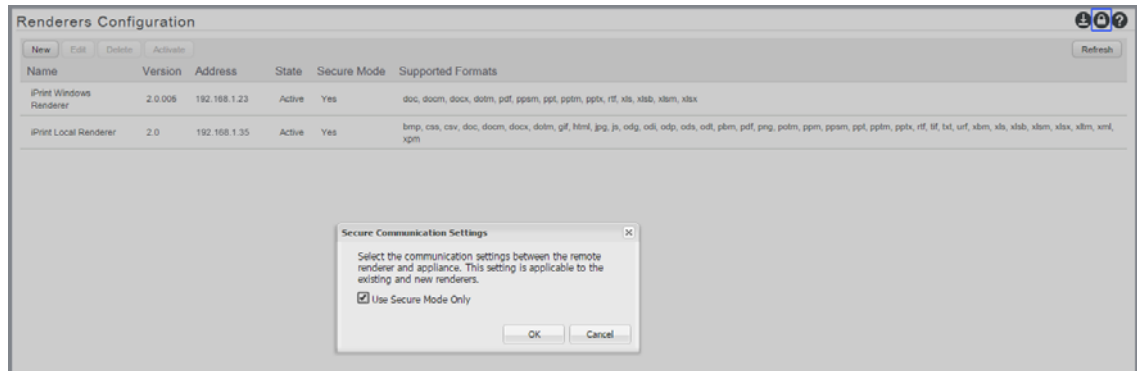 Renderers Configuration
New Edit Delete Activate Refresh
Name Version Address State Secure Mode Supported Formats
iPrint Windows
Renderer
2.0.006 192.168.1.23 Active Yes doc, docm, docx, dotm, pdf, ppsm, ppt, pptm, pptx, rtf, xls, xlsb, xlsm, xlsx
iPrint Local Renderer 2.0 192.168.1.35 Active Yes
bmp, css, csv, doc, docm, docx, dotm, gif, html, jpg, js, odg, odi, odp, ods, odt, pbm, pdf, png, potm, ppm, ppsm, ppt, pptm, pptx, rtf, tif, txt, urf, xbm, xls, xlsb, xlsm, xlsx, xltm, xml,
xpm
Secure Communication Settings
Select the communication settings between the remote
renderer and appliance. This setting is applicable to the
existing and new renderers.
Use Secure Mode Only
OK Cancel